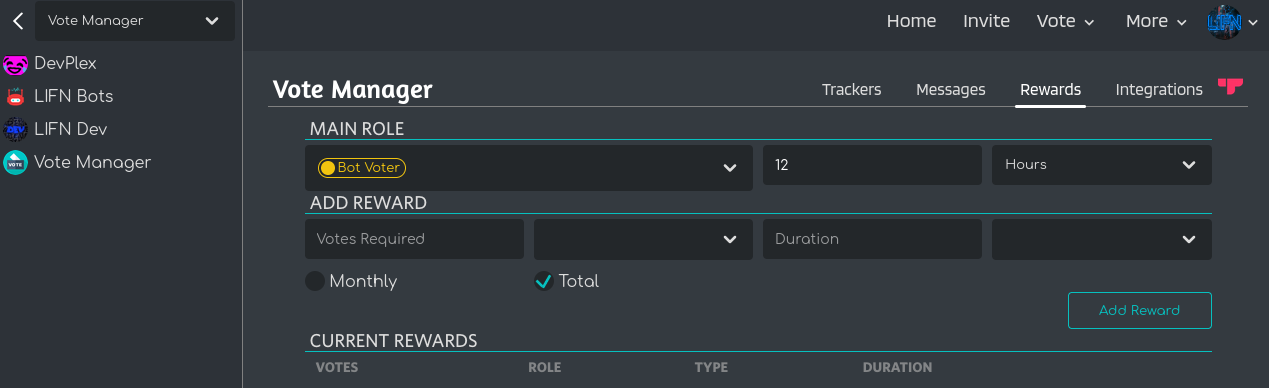 Vote Manager
Home Invite Vote More LIFN
DevPlex
LIFN Bots
DEV LIFN Dev
VOTE Vote Manager
Vote Manager
Trackers Messages Rewards Integrations
MAIN ROLE
Bot Voter 12 Hours
ADD REWARD
Votes Required Duration
Monthly Total
Add Reward
CURRENT REWARDS
VOTES ROLE TYPE DURATION